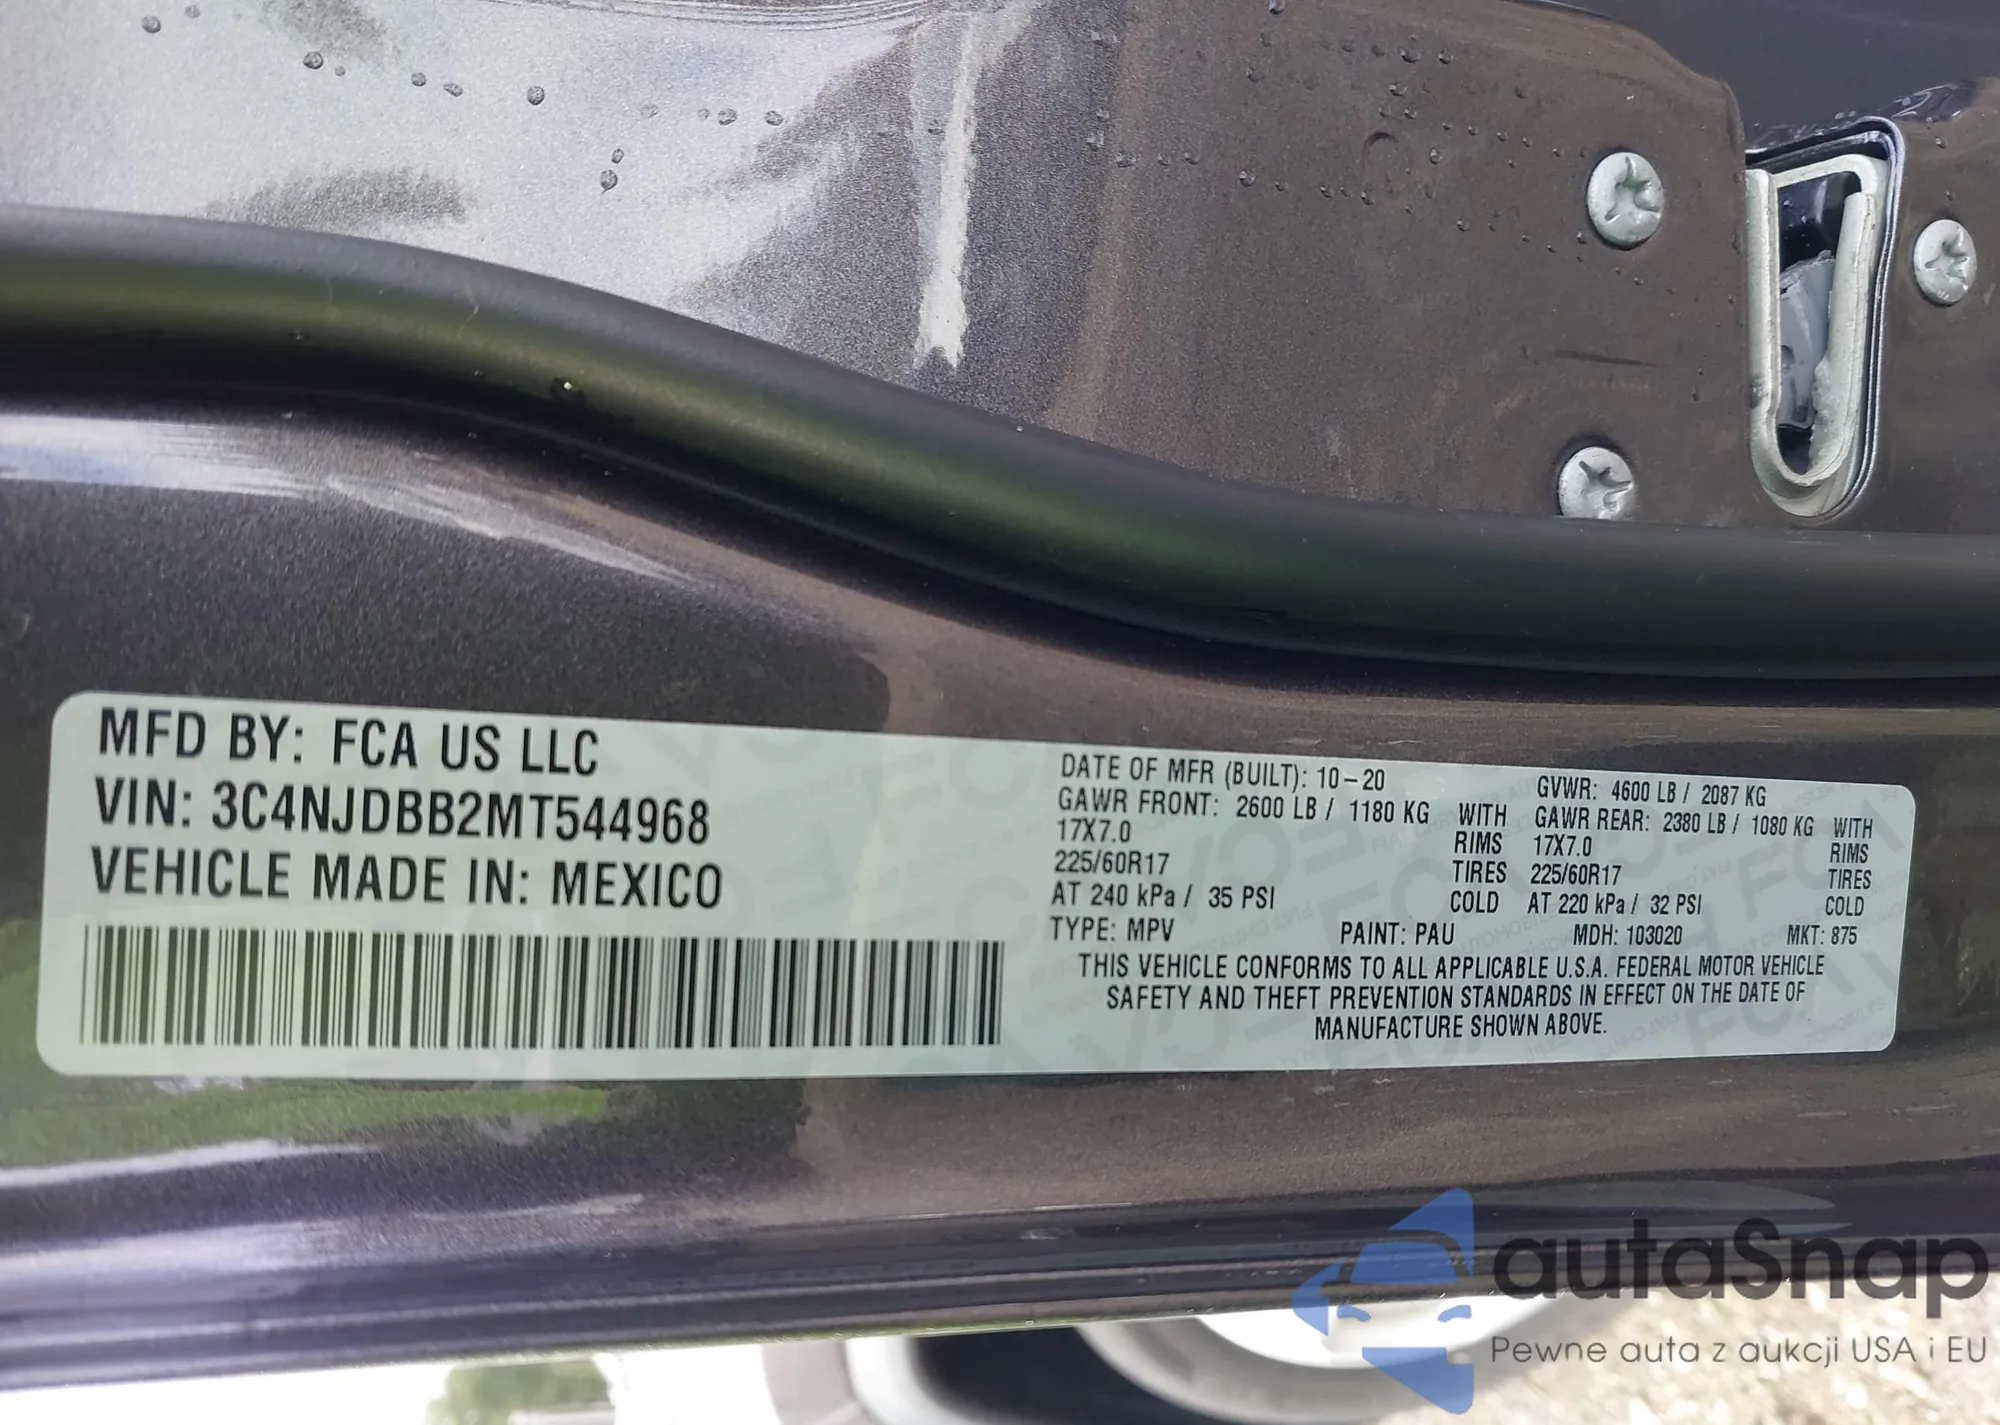 MFD BY: FCA US LLC
VIN: 3C4NJDBB2MT544968
VEHICLE MADE IN: MEXICO
DATE OF MFR (BUILT): 10-20
GVWR: 4600 LB / 2087 KG
GAWR FRONT: 2600 LB / 1180 KG WITH
17X7.0 RIMS
225/60R17 TIRES
AT 240 kPa / 35 PSI COLD
GAWR REAR: 2380 LB / 1080 KG WITH
17X7.0 RIMS
225/60R17 TIRES
AT 220 kPa / 32 PSI COLD
TYPE: MPV PAINT: PAU MDH: 103020 MKT: 875
THIS VEHICLE CONFORMS TO ALL APPLICABLE U.S.A. FEDERAL MOTOR VEHICLE
SAFETY AND THEFT PREVENTION STANDARDS IN EFFECT ON THE DATE OF
MANUFACTURE SHOWN ABOVE.
autaSnap
Pewne auta z aukcji USA i EU